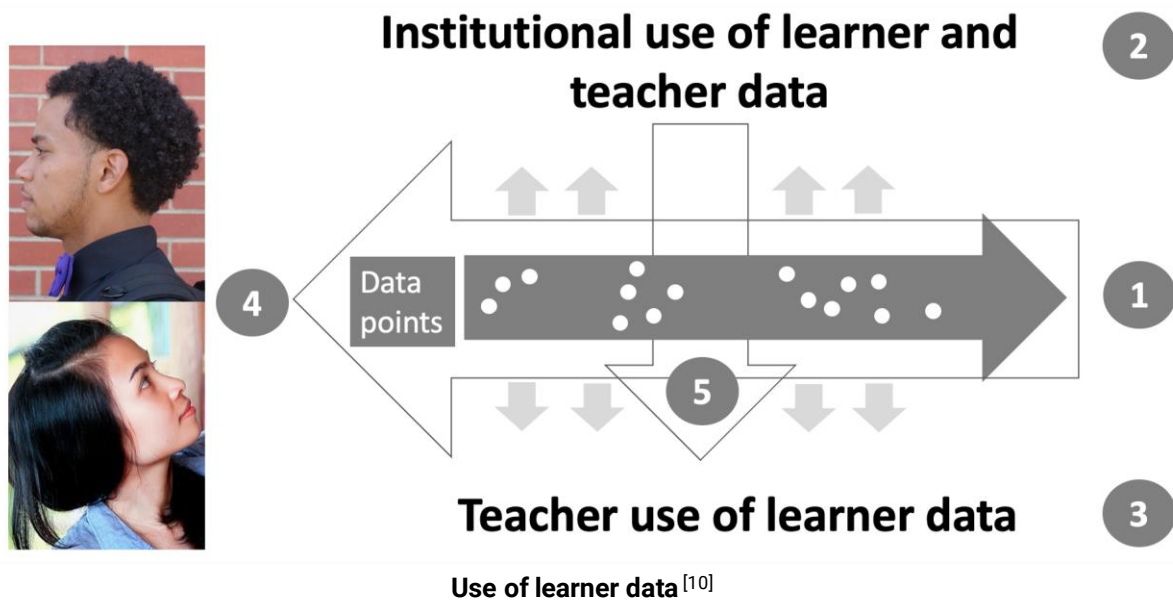 Institutional use of learner and
teacher data
2
Data
points
4
1
5
Teacher use of learner data
3
Use of learner data [10]